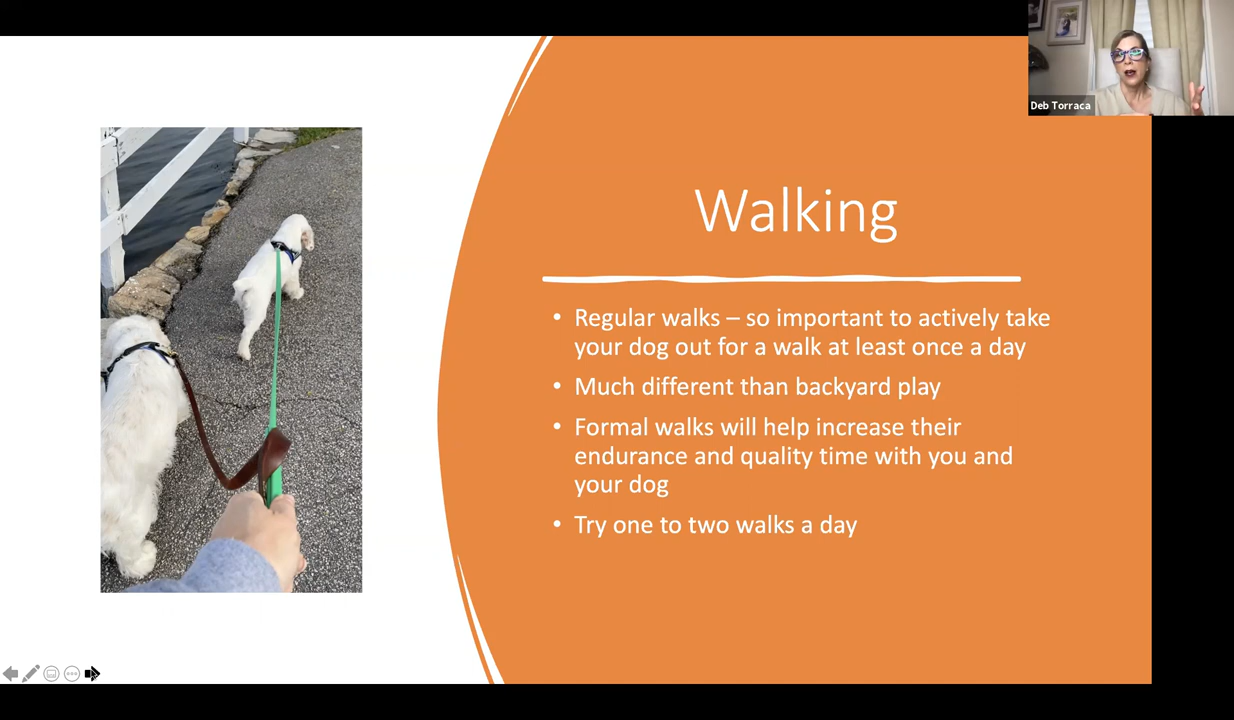 Deb Torraca
Walking
• Regular walks – so important to actively take
your dog out for a walk at least once a day
• Much different than backyard play
• Formal walks will help increase their
endurance and quality time with you and
your dog
• Try one to two walks a day